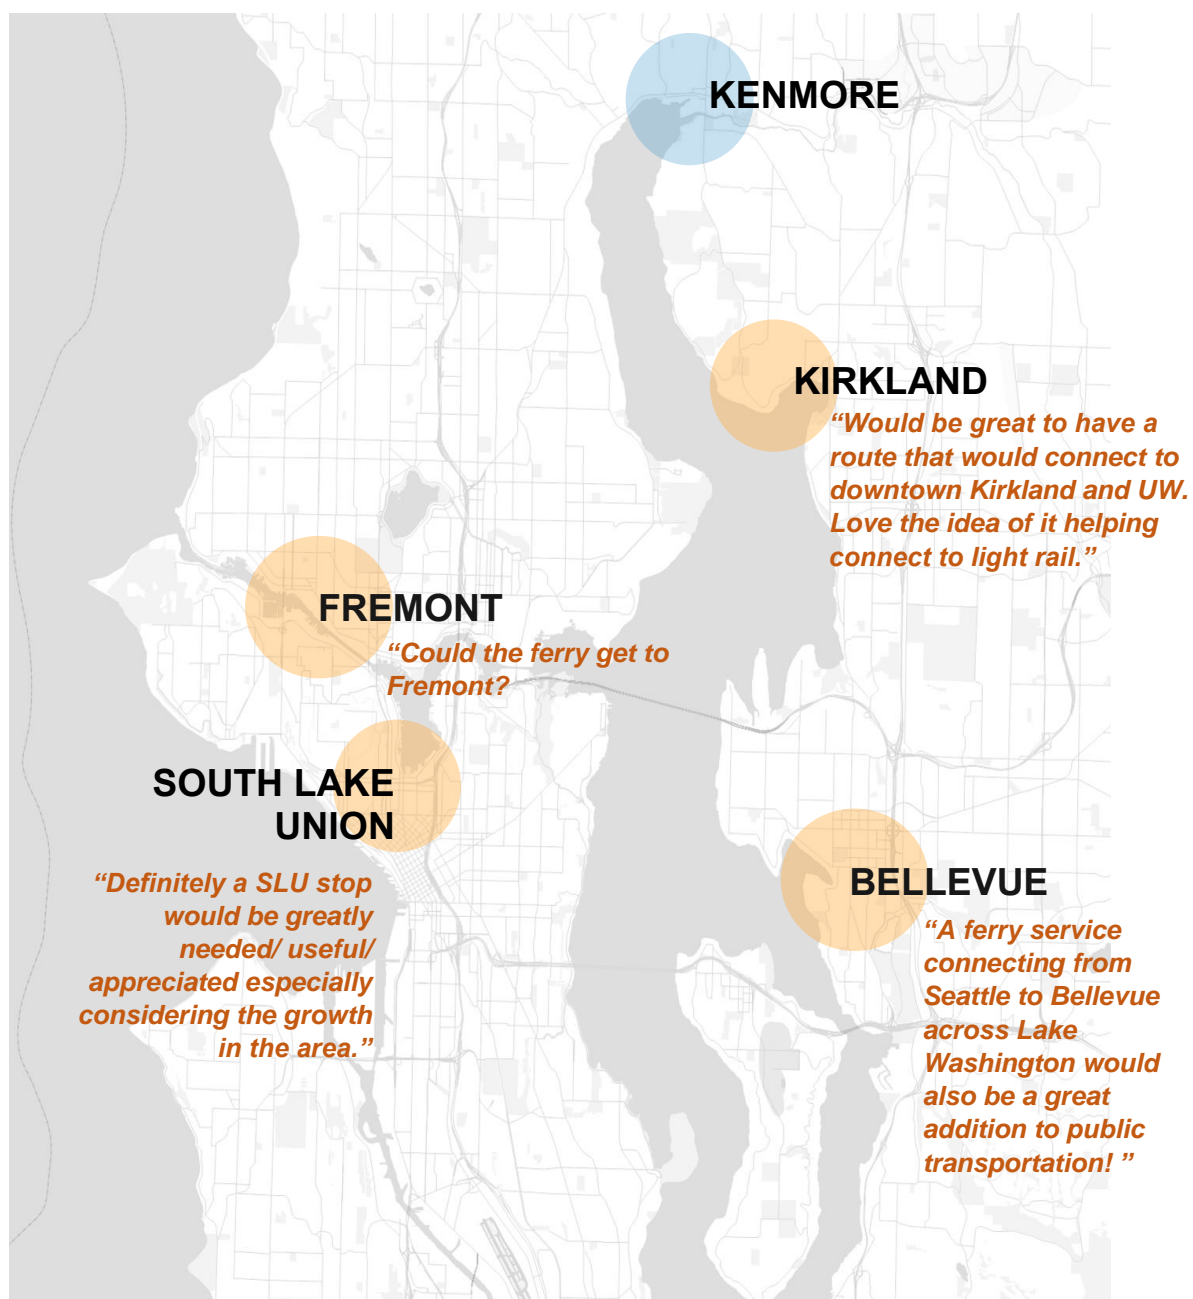 KENMORE
KIRKLAND
“Would be great to have a
route that would connect to
downtown Kirkland and UW.
Love the idea of it helping
connect to light rail.”
FREMONT
“Could the ferry get to
Fremont?
SOUTH LAKE
UNION
“Definitely a SLU stop
would be greatly
needed/ useful/
appreciated especially
considering the growth
in the area.”
BELLEVUE
“A ferry service
connecting from
Seattle to Bellevue
across Lake
Washington would
also be a great
addition to public
transportation! ”